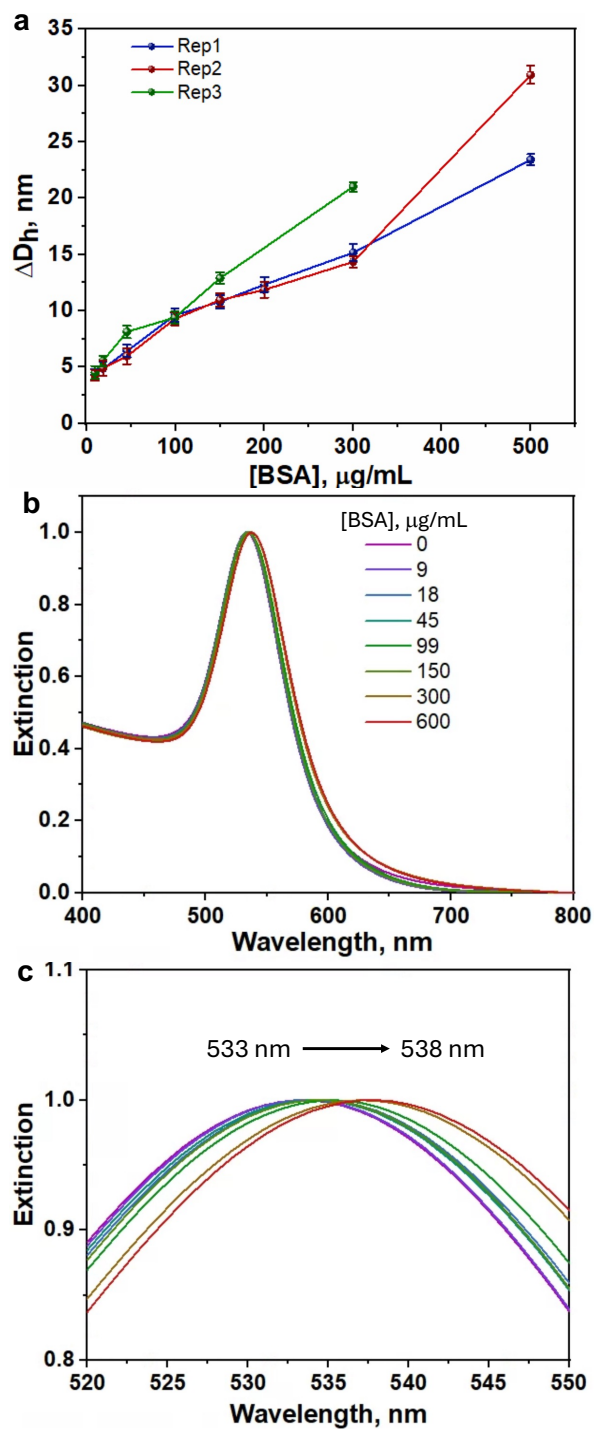 a
35
30
25
20
15
10
5
0
ΔDh, nm
Rep1
Rep2
Rep3
0 100 200 300 400 500
[BSA], μg/mL
b
1.0
0.8
0.6
0.4
0.2
0.0
Extinction
[BSA], μg/mL
0
9
18
45
99
150
300
600
400 500 600 700 800
Wavelength, nm
c
1.1
1.0
0.9
0.8
Extinction
533 nm → 538 nm
520 525 530 535 540 545 550
Wavelength, nm